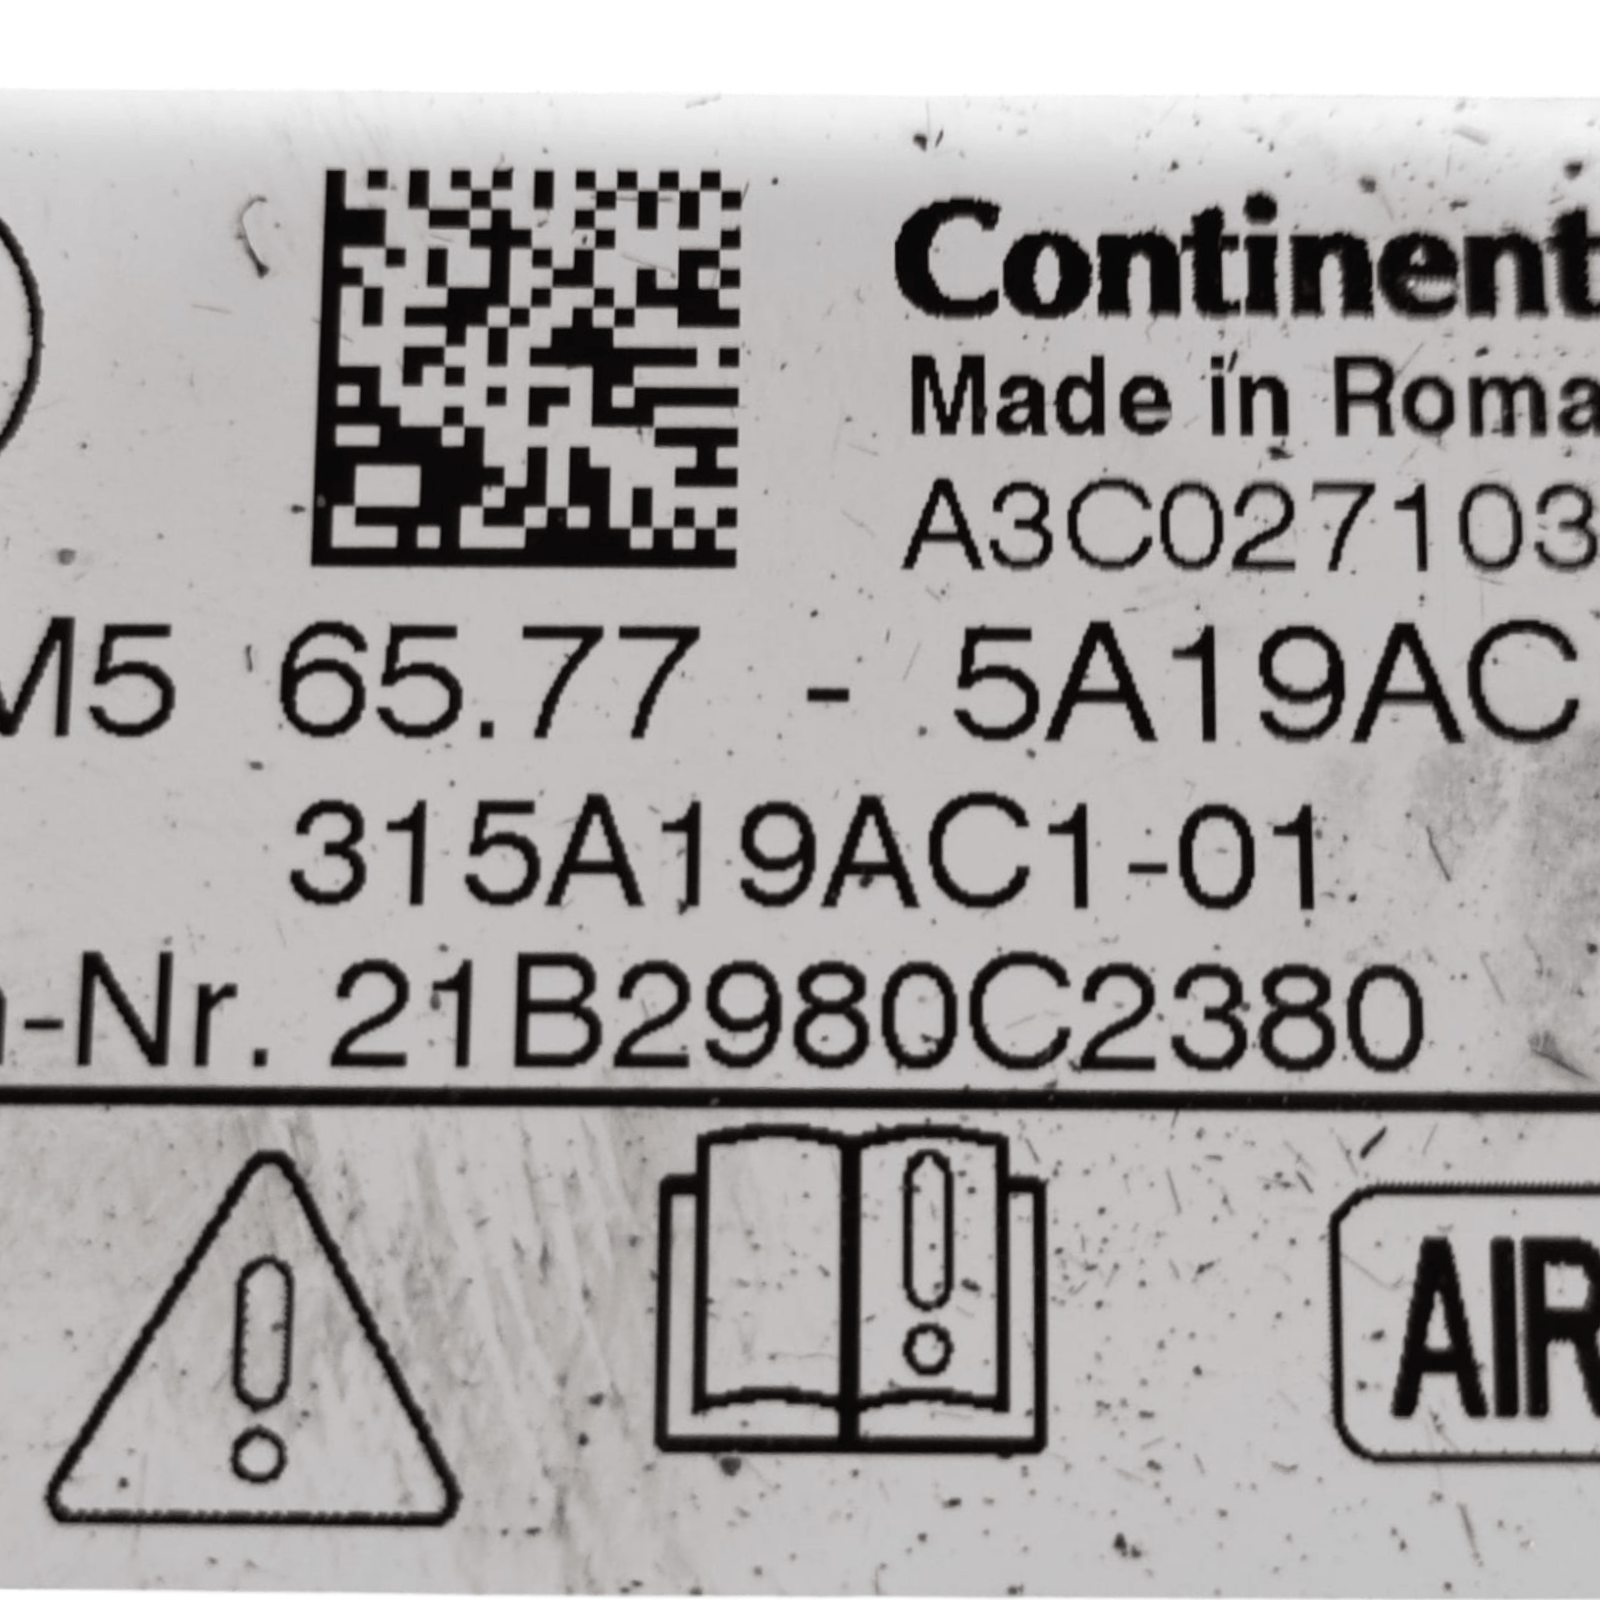 Continent
Made in Roma
A3C027103
M5 65.77 - 5A19AC
315A19AC1-01
-Nr. 21B2980C2380
AIR